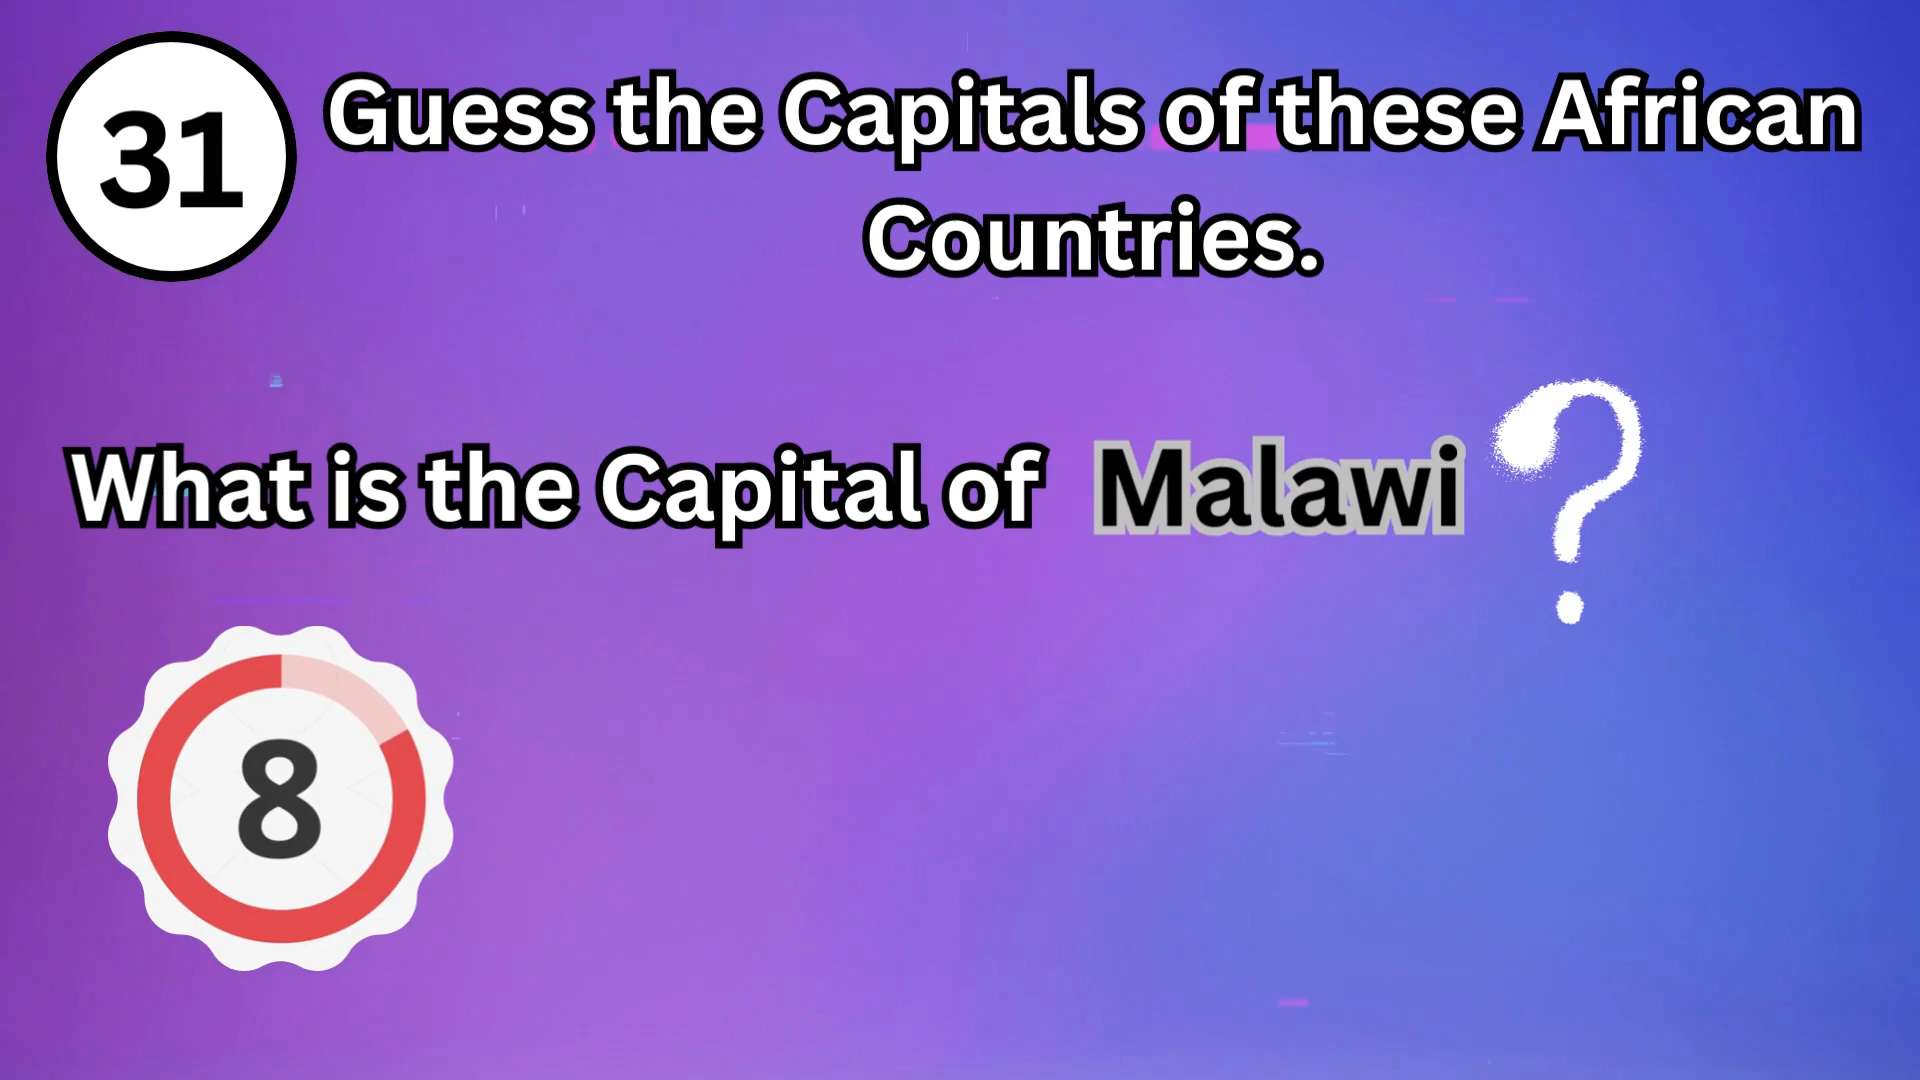 31
Guess the Capitals of these African
Countries.
What is the Capital of Malawi ?
8